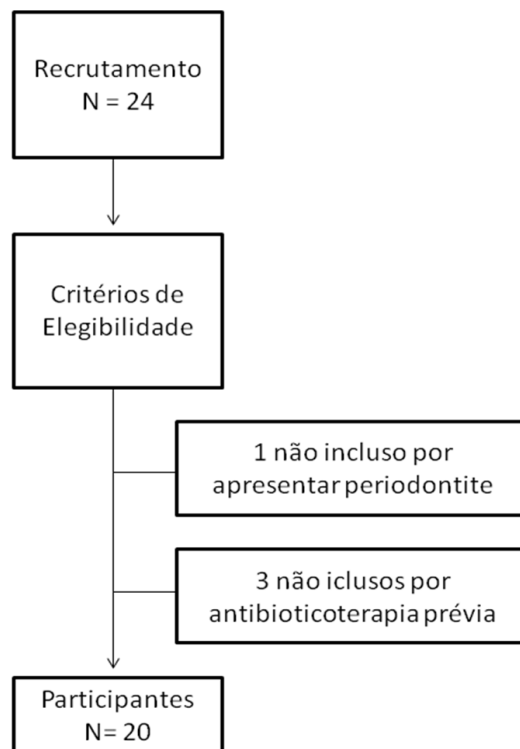 Recrutamento
N = 24
Critérios de
Elegibilidade
1 não incluso por
apresentar periodontite
3 não iclusos por
antibioticoterapia prévia
Participantes
N= 20